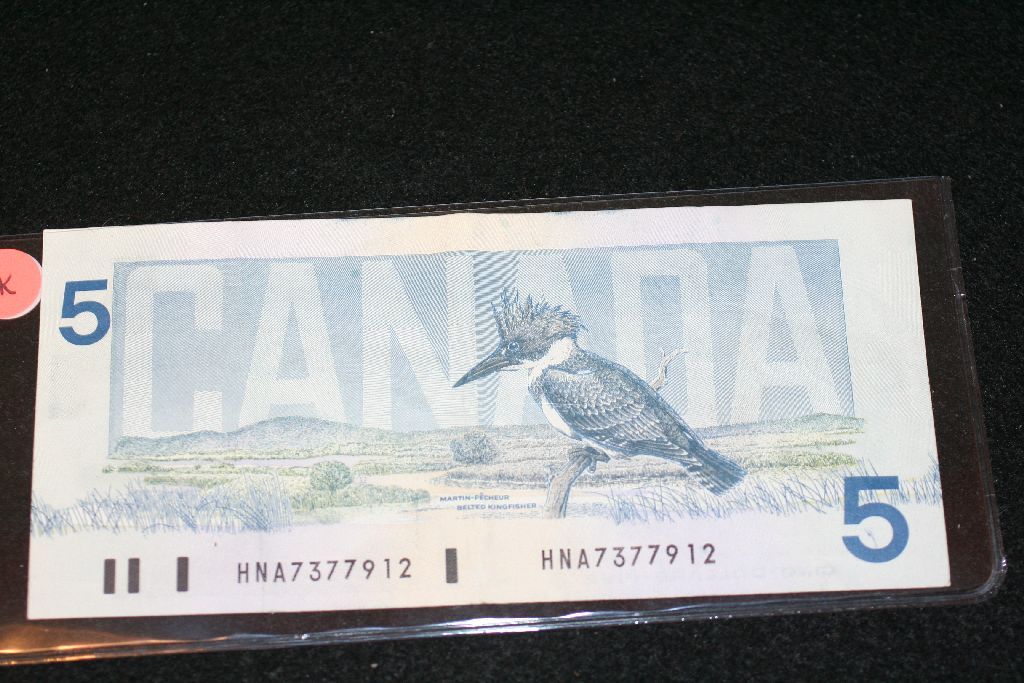 K
5
CANADA
MARTIN-PÊCHEUR
BELTED KINGFISHER
5
HNA7377912
HNA7377912